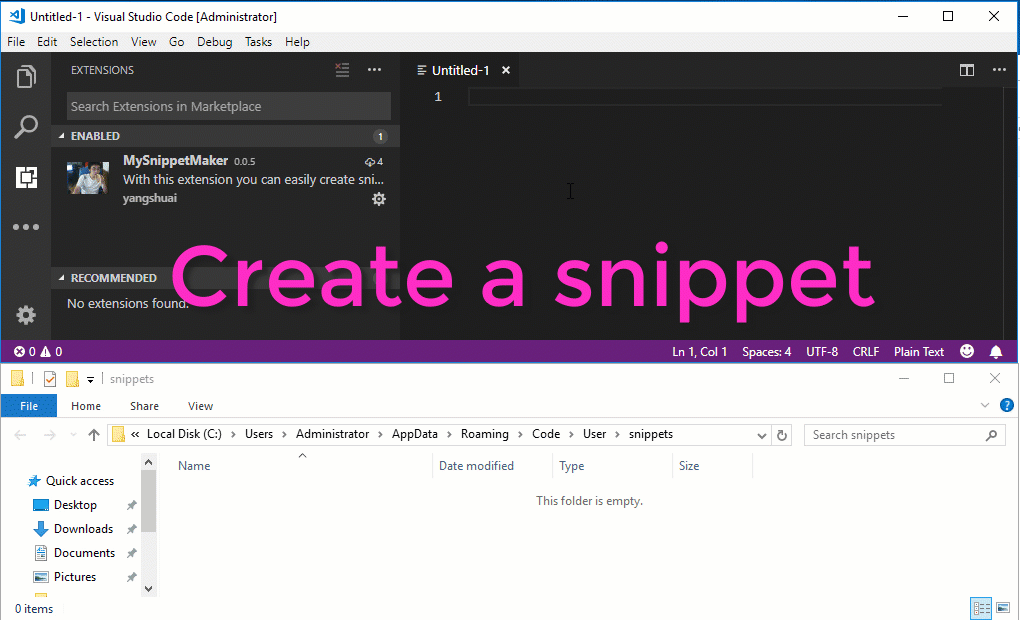 Untitled-1 - Visual Studio Code [Administrator]
File Edit Selection View Go Debug Tasks Help
EXTENSIONS
Untitled-1
1
Search Extensions in Marketplace
ENABLED 1
MySnippetMaker 0.0.5 4
With this extension you can easily create sni...
yangshuai
Create a snippet
RECOMMENDED
No extensions found.
0 0 Ln 1, Col 1 Spaces: 4 UTF-8 CRLF Plain Text
snippets
File Home Share View
« Local Disk (C:) > Users > Administrator > AppData > Roaming > Code > User > snippets
Search snippets
Name Date modified Type Size
This folder is empty.
Quick access
Desktop
Downloads
Documents
Pictures
0 items